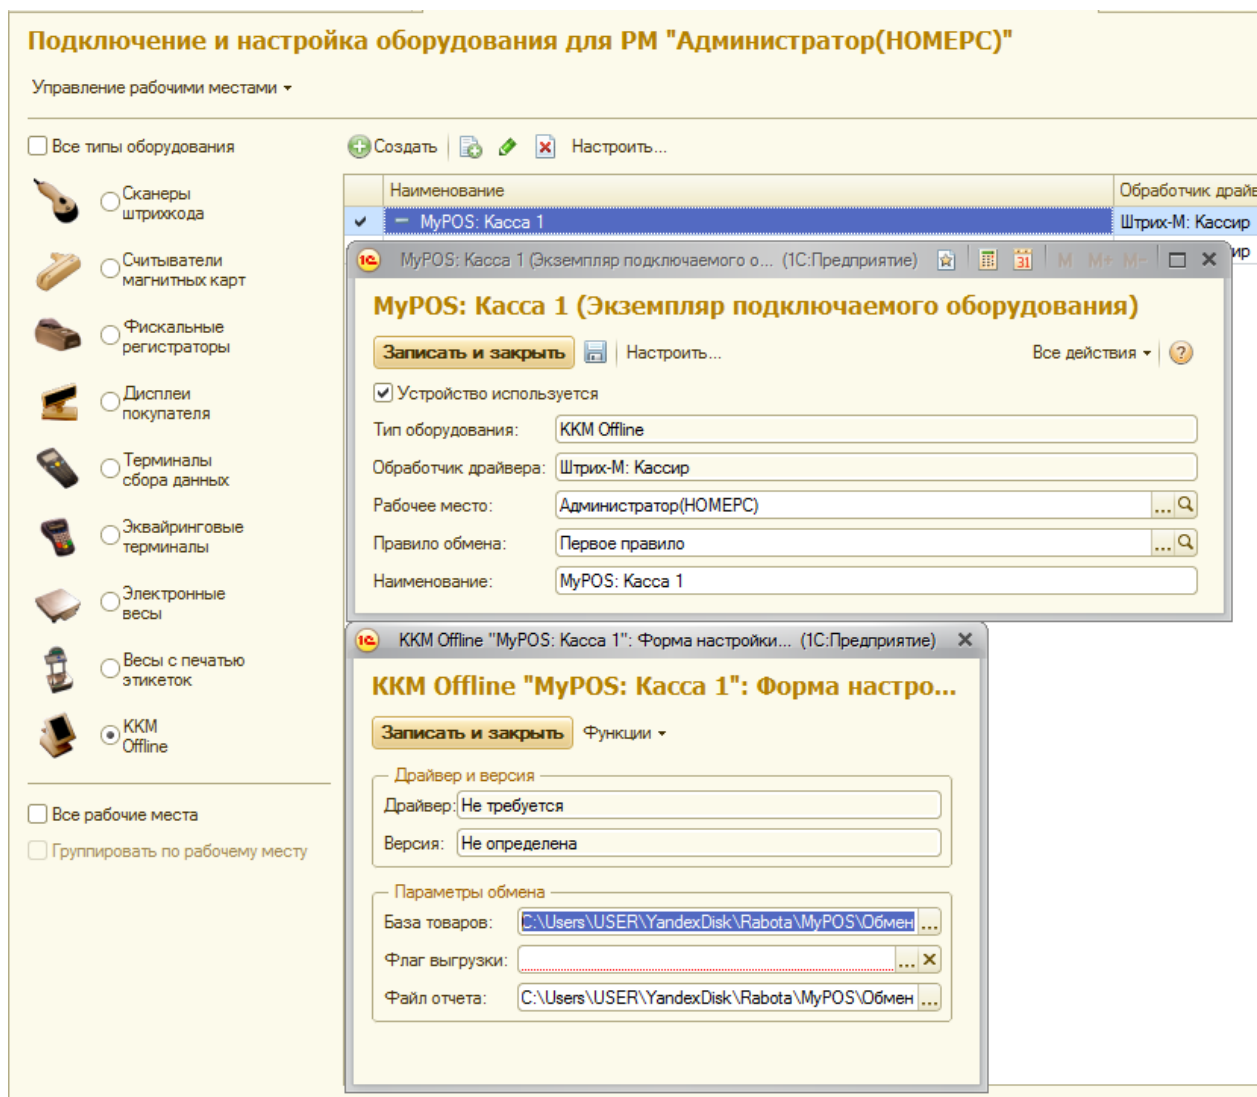 Подключение и настройка оборудования для РМ "Администратор(HOMEPC)"
Управление рабочими местами
Все типы оборудования
Создать
Настроить...
Сканеры
штрихкода
Считыватели
магнитных карт
Фискальные
регистраторы
Дисплеи
покупателя
Терминалы
сбора данных
Эквайринговые
терминалы
Электронные
весы
Весы с печатью
этикеток
ККМ
Offline
Все рабочие места
Группировать по рабочему месту
Наименование
Обработчик драйв
MyPOS: Касса 1
Штрих-М: Кассир
ир
MyPOS: Касса 1 (Экземпляр подключаемого о... (1С:Предприятие)
31
M M+ M-
MyPOS: Касса 1 (Экземпляр подключаемого оборудования)
Записать и закрыть
Настроить...
Все действия
?
Устройство используется
Тип оборудования: ККМ Offline
Обработчик драйвера: Штрих-М: Кассир
Рабочее место: Администратор(HOMEPC) ...
Правило обмена: Первое правило ...
Наименование: MyPOS: Касса 1
ККМ Offline "MyPOS: Касса 1": Форма настройки... (1С:Предприятие)
ККМ Offline "MyPOS: Касса 1": Форма настро...
Записать и закрыть
Функции
Драйвер и версия
Драйвер: Не требуется
Версия: Не определена
Параметры обмена
База товаров: C:\Users\USER\YandexDisk\Rabota\MyPOS\Обмен ...
Флаг выгрузки: ...
Файл отчета: C:\Users\USER\YandexDisk\Rabota\MyPOS\Обмен ...